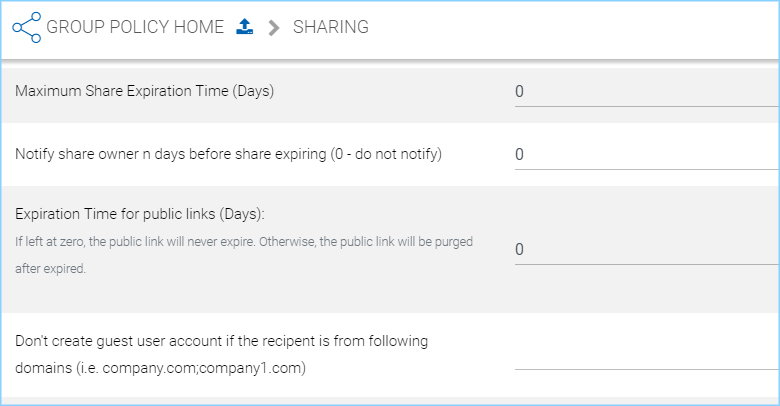 GROUP POLICY HOME > SHARING
Maximum Share Expiration Time (Days)
0
Notify share owner n days before share expiring (0 - do not notify)
0
Expiration Time for public links (Days):
If left at zero, the public link will never expire. Otherwise, the public link will be purged
after expired.
0
Don't create guest user account if the recipent is from following
domains (i.e. company.com;company1.com)